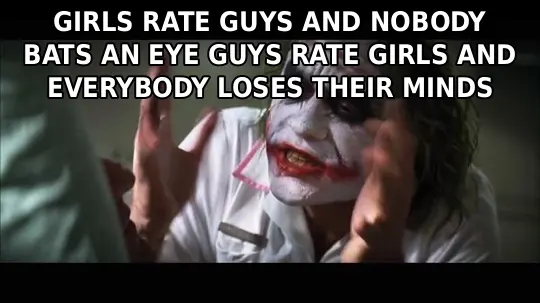 GIRLS RATE GUYS AND NOBODY
BATS AN EYE GUYS RATE GIRLS AND
EVERYBODY LOSES THEIR MINDS